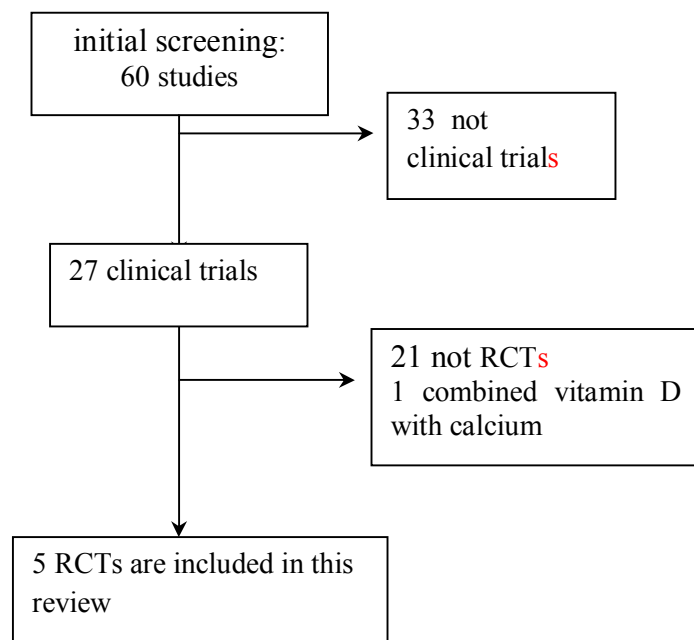 initial screening:
60 studies
33 not
clinical trials
27 clinical trials
21 not RCTs
1 combined vitamin D
with calcium
5 RCTs are included in this
review